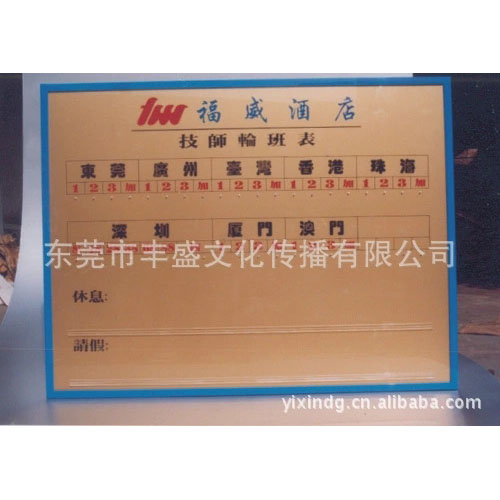 fw 福威酒店
技師輪班表
東莞 廣州 臺灣 香港 珠海
1 2 3 加 1 2 3 加 1 2 3 加 1 2 3 加 1 2 3 加
深圳 厦門 澳門
东莞市丰盛文化传播有限公司
休息:
請假:
yixindg.cn.alibaba.com